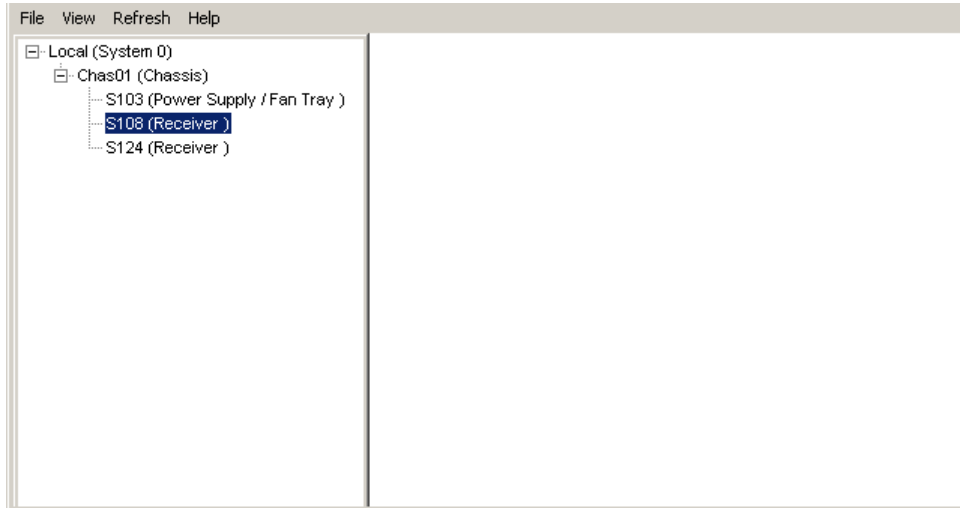 File View Refresh Help
Local (System 0)
Chas01 (Chassis)
S103 (Power Supply / Fan Tray )
S108 (Receiver )
S124 (Receiver )